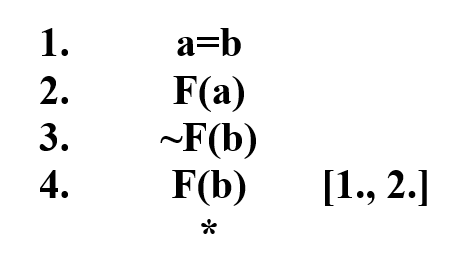 1. a=b
2. F(a)
3. ~F(b)
4. F(b) [1., 2.]
*